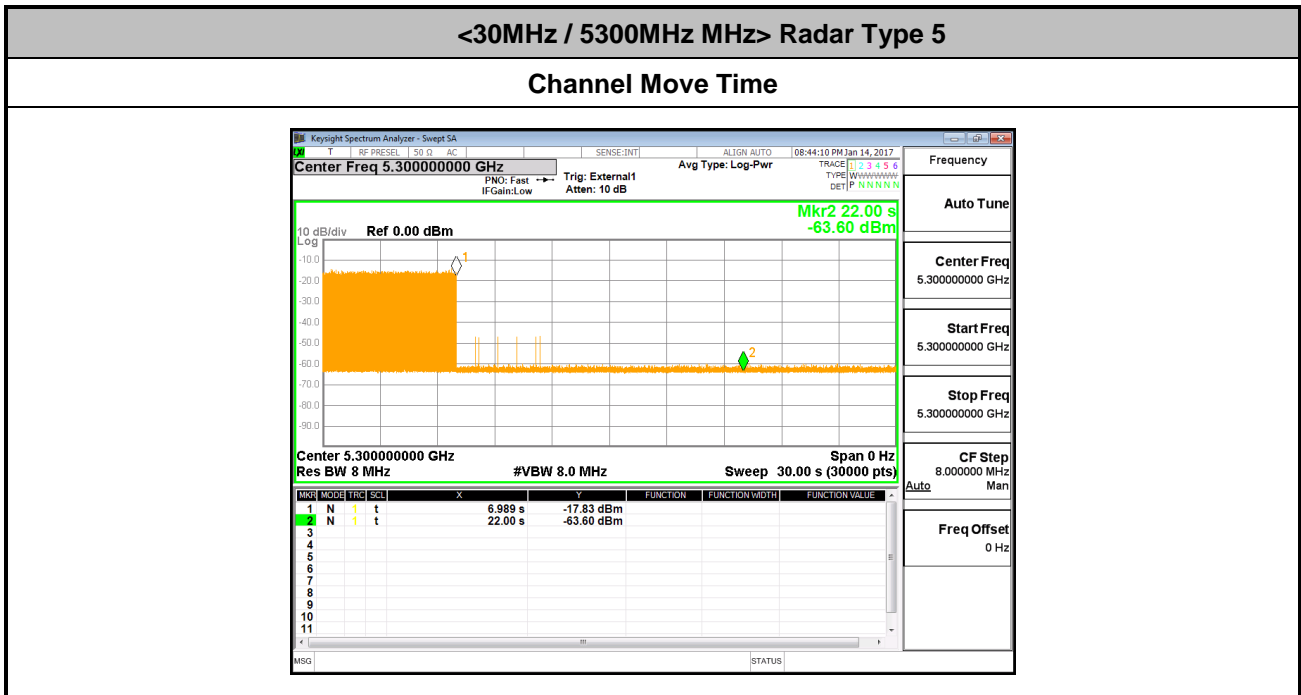 <30MHz / 5300MHz MHz> Radar Type 5
Channel Move Time
Keysight Spectrum Analyzer - Swept SA
LXI T RF PRESEL 50 Ω AC SENSE:INT ALIGN AUTO 08:44:10 PM Jan 14, 2017
Center Freq 5.300000000 GHz
PNO: Fast
IFGain:Low
Trig: External1
Atten: 10 dB
Avg Type: Log-Pwr
TRACE 1 2 3 4 5 6
TYPE WWWWWWW
DET P N N N N N
Mkr2 22.00 s
-63.60 dBm
10 dB/div Ref 0.00 dBm
Log
-10.0
-20.0
-30.0
-40.0
-50.0
-60.0
-70.0
-80.0
-90.0
1
2
Center 5.300000000 GHz Span 0 Hz
Res BW 8 MHz #VBW 8.0 MHz Sweep 30.00 s (30000 pts)
MKR MODE TRC SCL X Y FUNCTION FUNCTION WIDTH FUNCTION VALUE
1 N 1 t 6.989 s -17.83 dBm
2 N 1 t 22.00 s -63.60 dBm
3
4
5
6
7
8
9
10
11
MSG STATUS
Frequency
Auto Tune
Center Freq
5.300000000 GHz
Start Freq
5.300000000 GHz
Stop Freq
5.300000000 GHz
CF Step
8.000000 MHz
Auto Man
Freq Offset
0 Hz